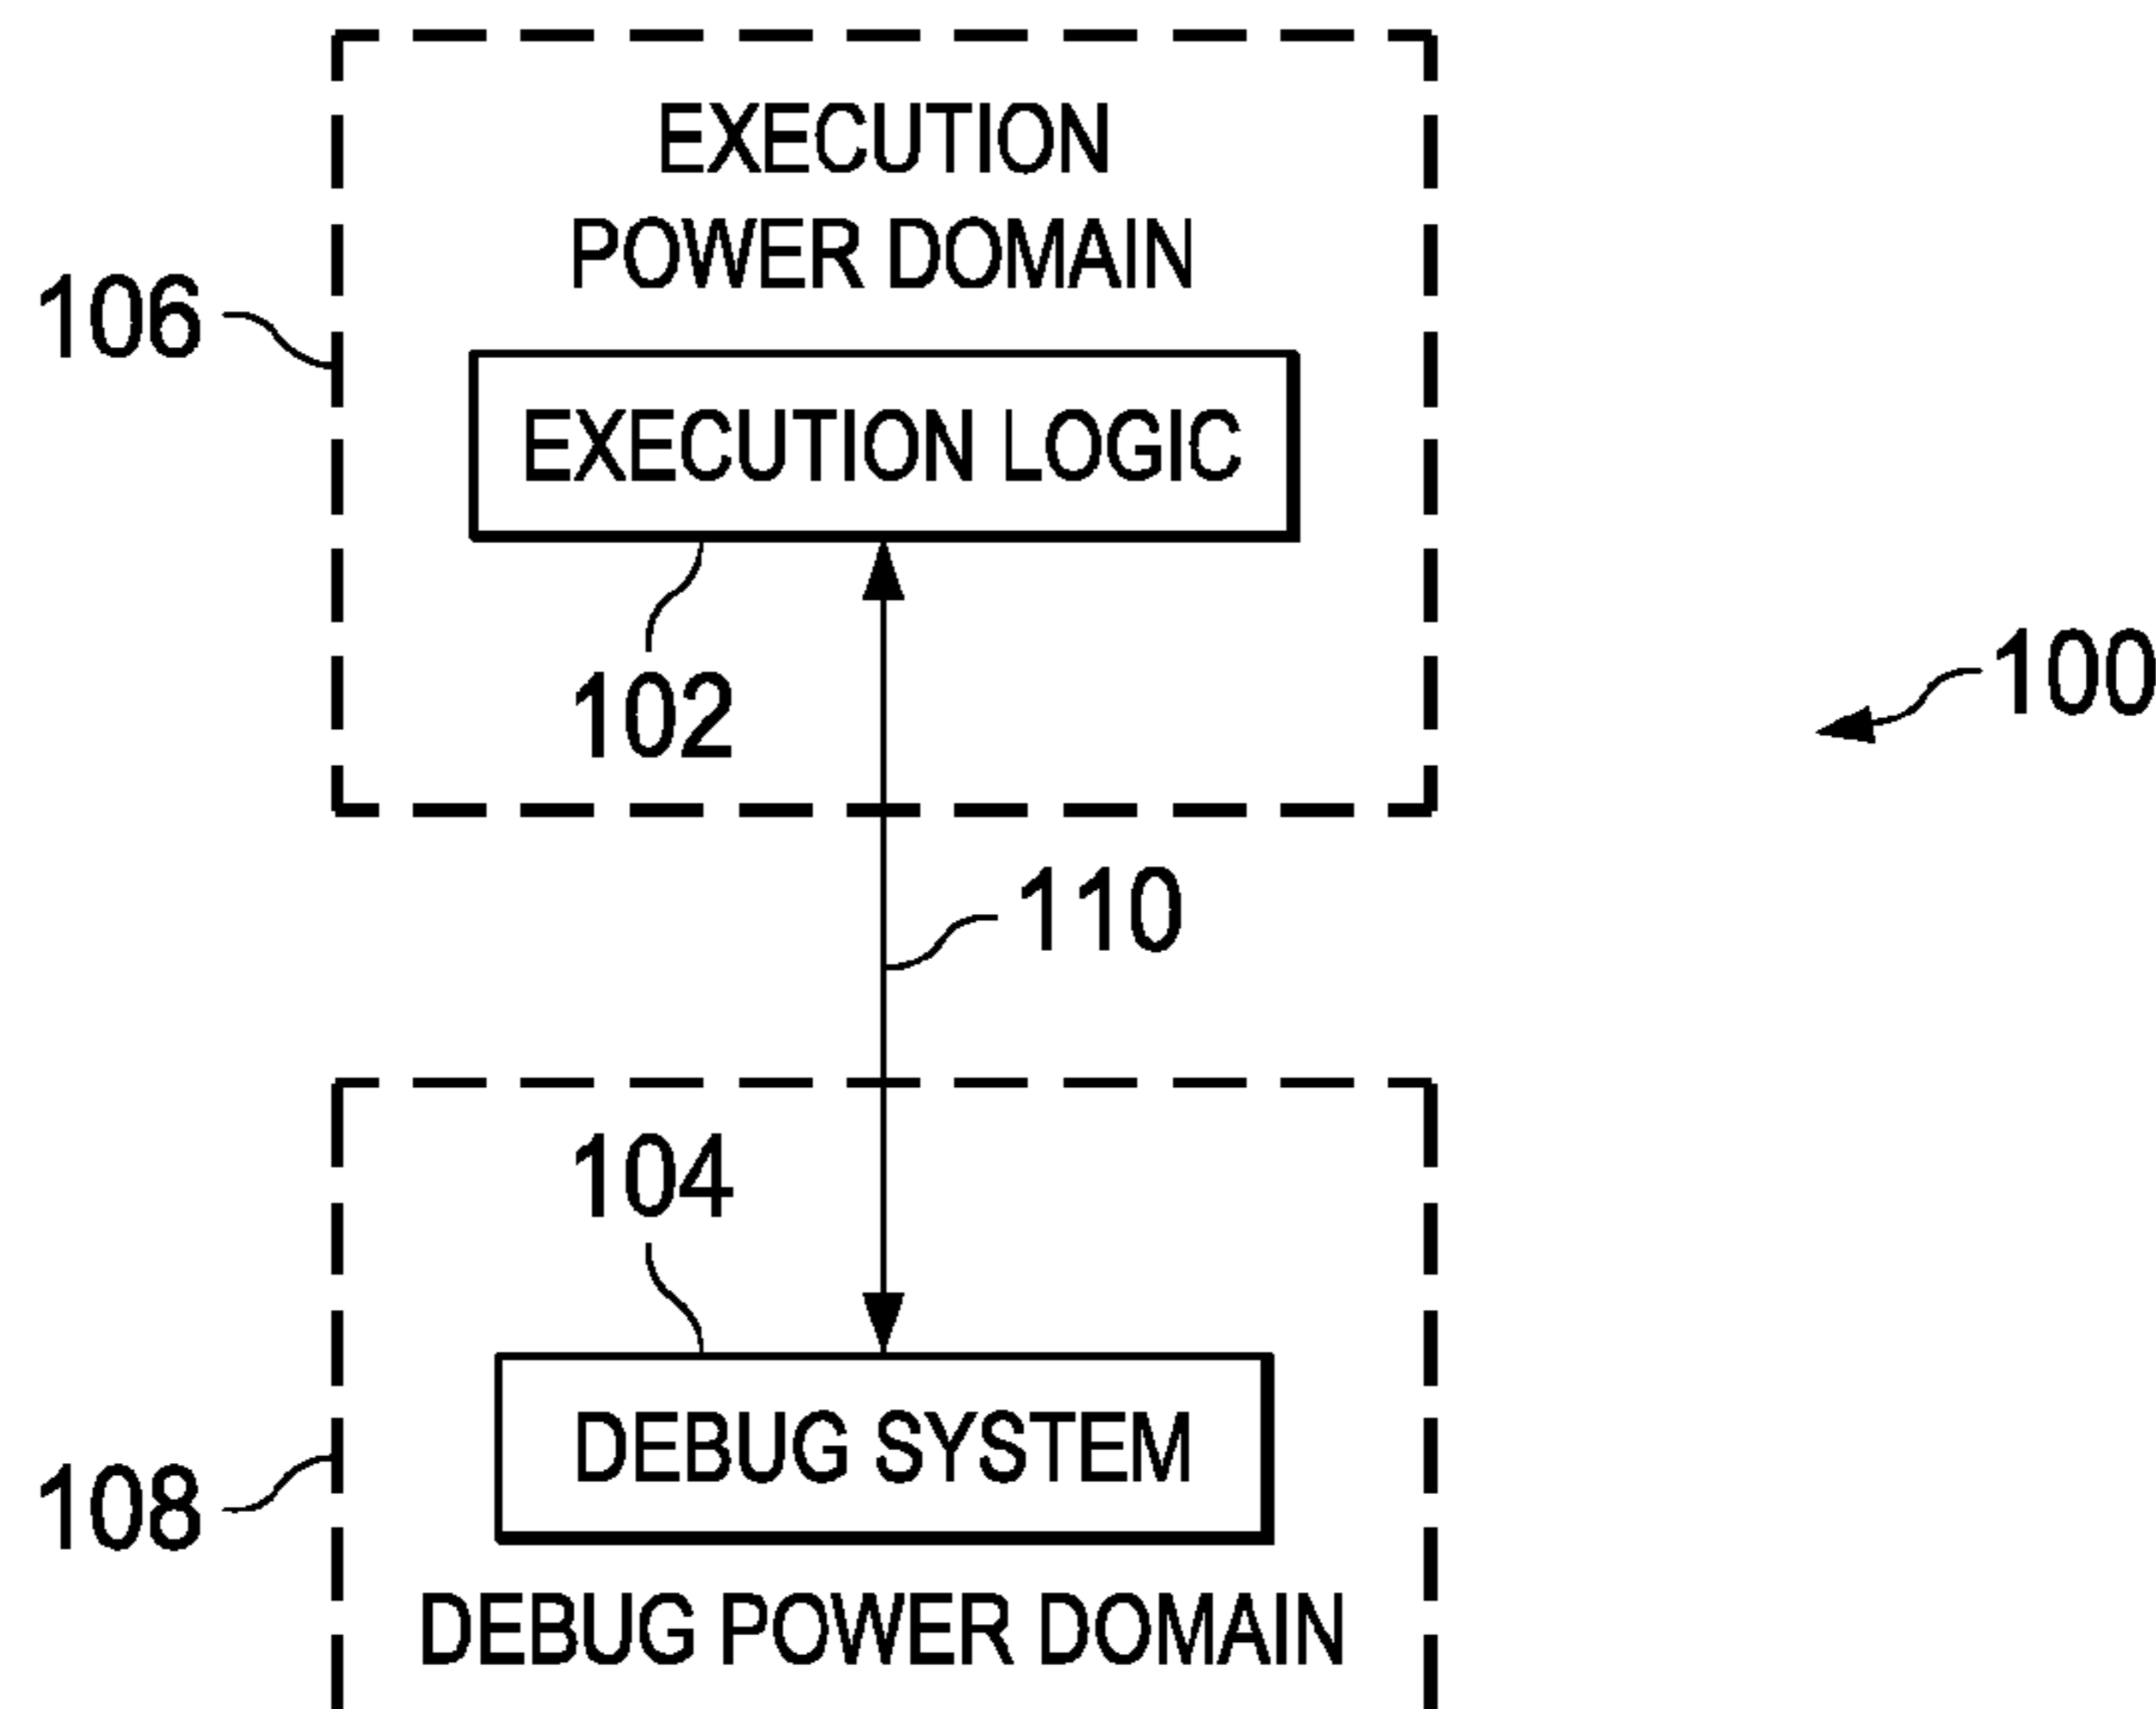 EXECUTION
POWER DOMAIN
106
EXECUTION LOGIC
102
100
110
104
DEBUG SYSTEM
108
DEBUG POWER DOMAIN